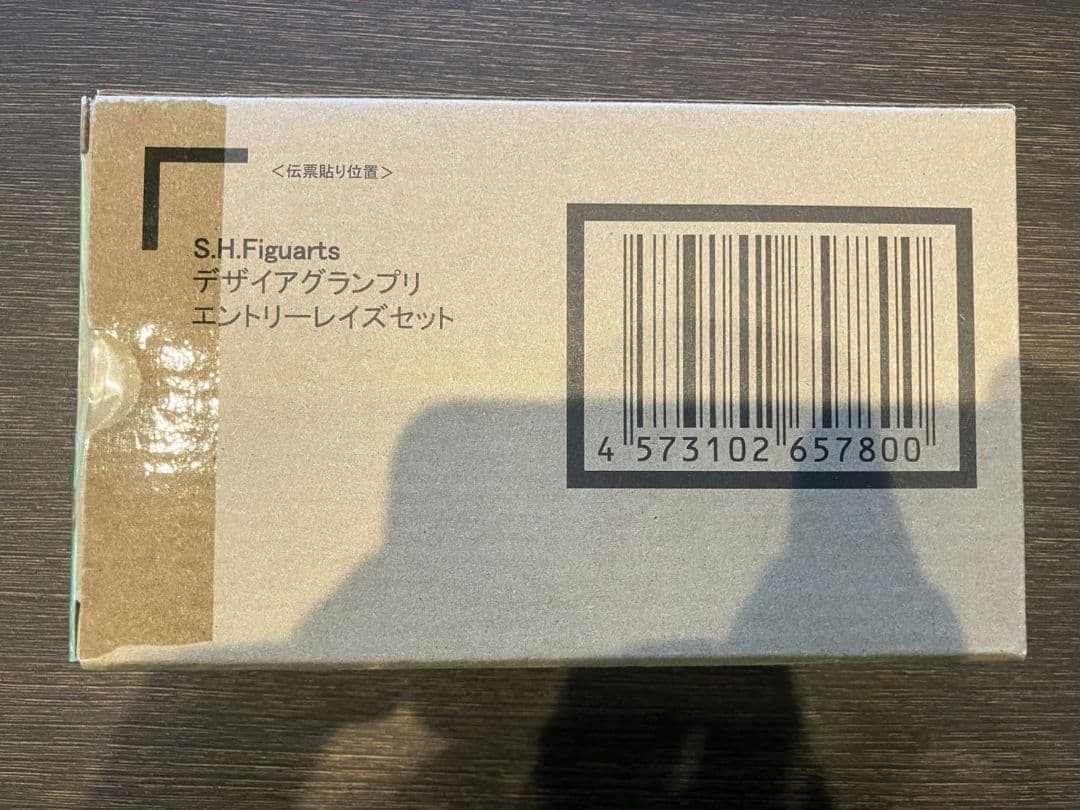 <伝票貼り位置>
S.H.Figuarts
デザイアグランプリ
エントリーレイズセット
4 573102 657800